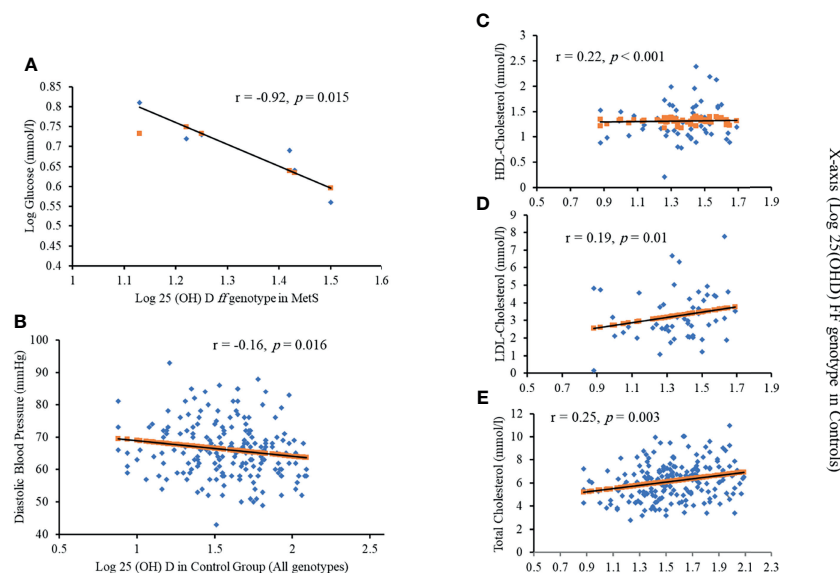 A
r = -0.92, p = 0.015
Log Glucose (mmol/l)
0.85
0.8
0.75
0.7
0.65
0.6
0.55
0.5
0.45
0.4
1 1.1 1.2 1.3 1.4 1.5 1.6
Log 25 (OH) D ff genotype in MetS
B
r = -0.16, p = 0.016
Diastolic Blood Pressure (mmHg)
100
90
80
70
60
50
40
0.5 1 1.5 2 2.5
Log 25 (OH) D in Control Group (All genotypes)
C
r = 0.22, p < 0.001
HDL-Cholesterol (mmol/l)
3
2.5
2
1.5
1
0.5
0
0.5 0.7 0.9 1.1 1.3 1.5 1.7 1.9
D
r = 0.19, p = 0.01
LDL-Cholesterol (mmol/l)
9
8
7
6
5
4
3
2
1
0
0.5 0.7 0.9 1.1 1.3 1.5 1.7 1.9
E
r = 0.25, p = 0.003
Total Cholesterol (mmol/l)
12
10
8
6
4
2
0
0.5 0.7 0.9 1.1 1.3 1.5 1.7 1.9 2.1
X-axis (Log 25(OHD) FF genotype in Controls)